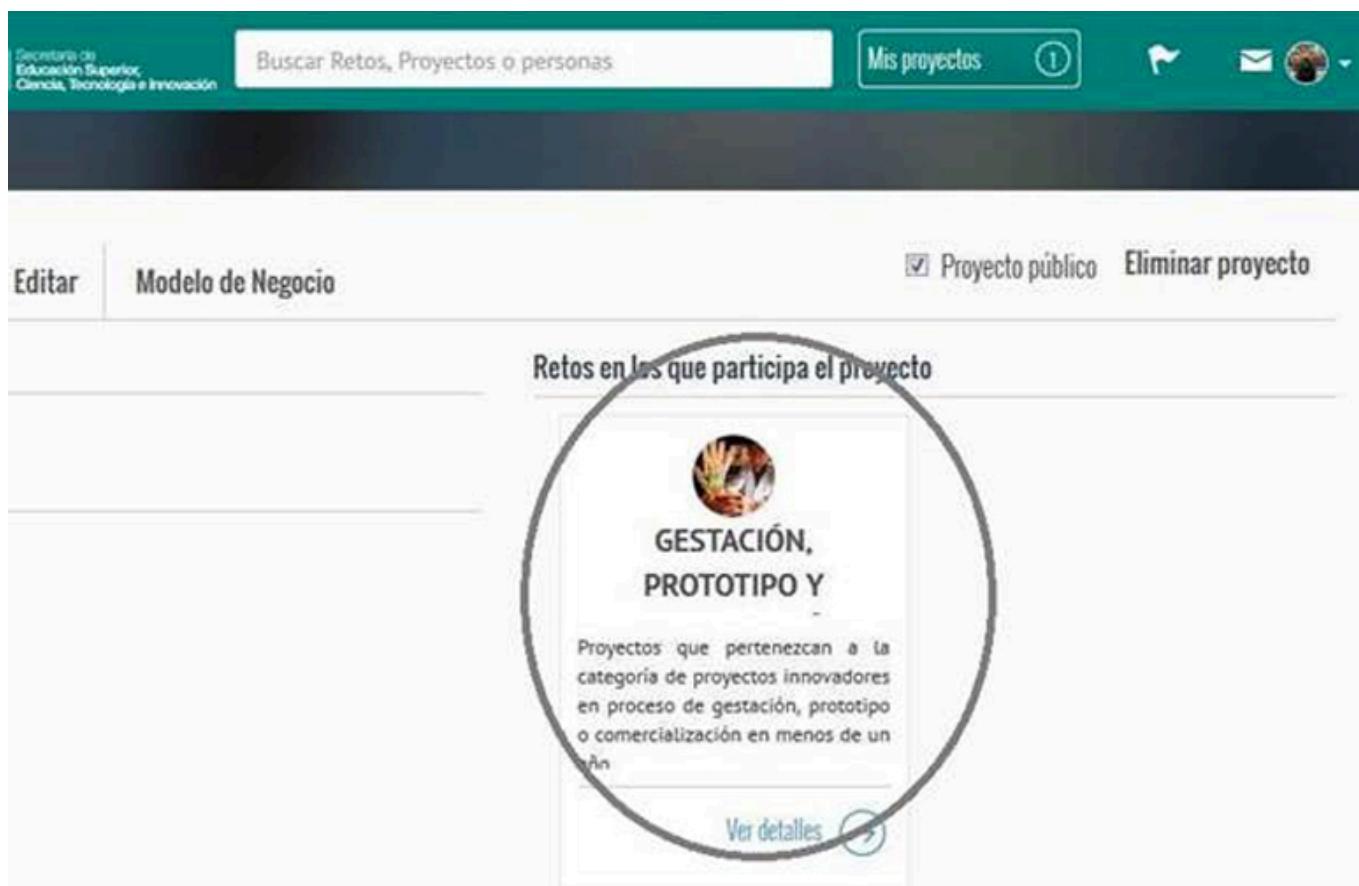 Secretaría de
Educación Superior,
Ciencia, Tecnología e Innovación
Buscar Retos, Proyectos o personas
Mis proyectos 1
Editar
Modelo de Negocio
Proyecto público
Eliminar proyecto
Retos en los que participa el proyecto
GESTACIÓN,
PROTOTIPO Y
Proyectos que pertenezcan a la
categoría de proyectos innovadores
en proceso de gestación, prototipo
o comercialización en menos de un
año
Ver detalles